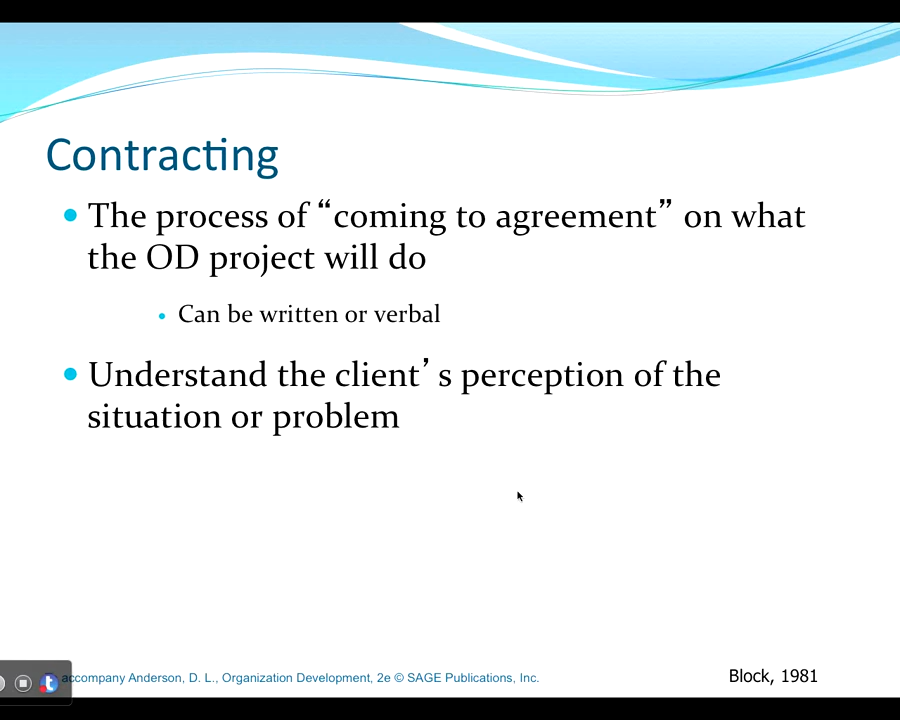 Contracting
The process of “coming to agreement” on what
the OD project will do
Can be written or verbal
Understand the client’s perception of the
situation or problem
accompany Anderson, D. L., Organization Development, 2e © SAGE Publications, Inc.
Block, 1981